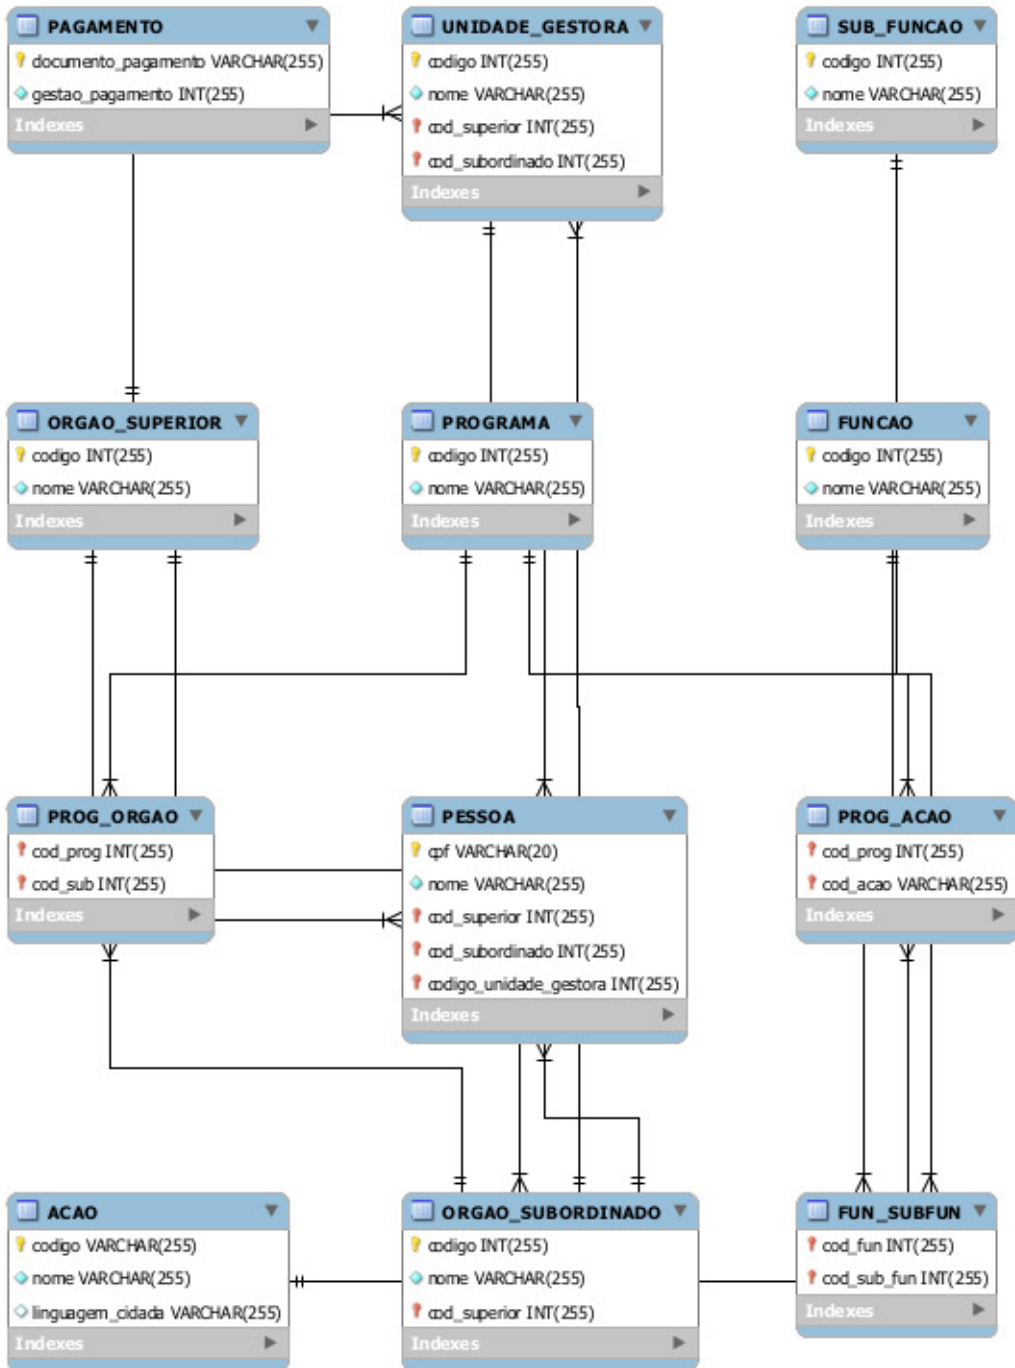 PAGAMENTO
documento_pagamento VARCHAR(255)
gestao_pagamento INT(255)
Indexes
UNIDADE_GESTORA
codigo INT(255)
nome VARCHAR(255)
cod_superior INT(255)
cod_subordinado INT(255)
Indexes
SUB_FUNCAO
codigo INT(255)
nome VARCHAR(255)
Indexes
ORGAO_SUPERIOR
codigo INT(255)
nome VARCHAR(255)
Indexes
PROGRAMA
codigo INT(255)
nome VARCHAR(255)
Indexes
FUNCAO
codigo INT(255)
nome VARCHAR(255)
Indexes
PROG_ORGAO
cod_prog INT(255)
cod_sub INT(255)
Indexes
PESSOA
cpf VARCHAR(20)
nome VARCHAR(255)
cod_superior INT(255)
cod_subordinado INT(255)
codigo_unidade_gestora INT(255)
Indexes
PROG_ACAO
cod_prog INT(255)
cod_acao VARCHAR(255)
Indexes
ACAO
codigo VARCHAR(255)
nome VARCHAR(255)
linguagem_cidada VARCHAR(255)
Indexes
ORGAO_SUBORDINADO
codigo INT(255)
nome VARCHAR(255)
cod_superior INT(255)
Indexes
FUN_SUBFUN
cod_fun INT(255)
cod_sub_fun INT(255)
Indexes